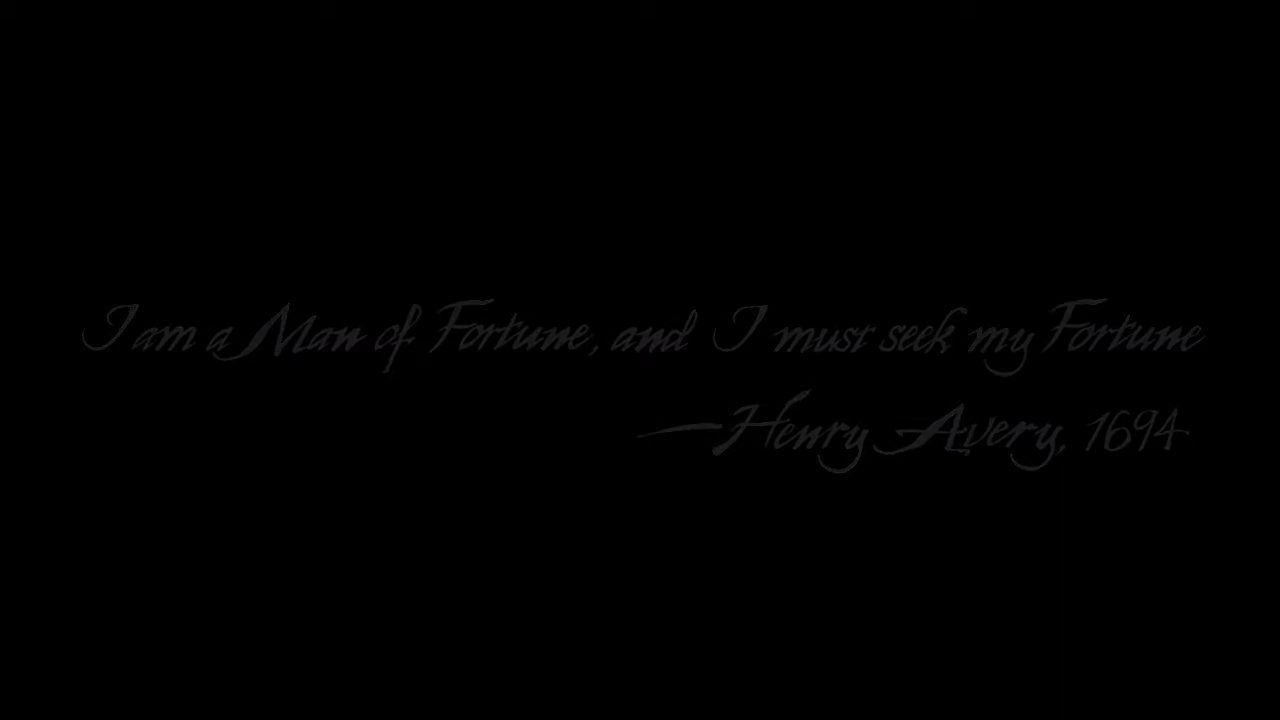 I am a Man of Fortune, and I must seek my Fortune
—Henry Avery, 1694